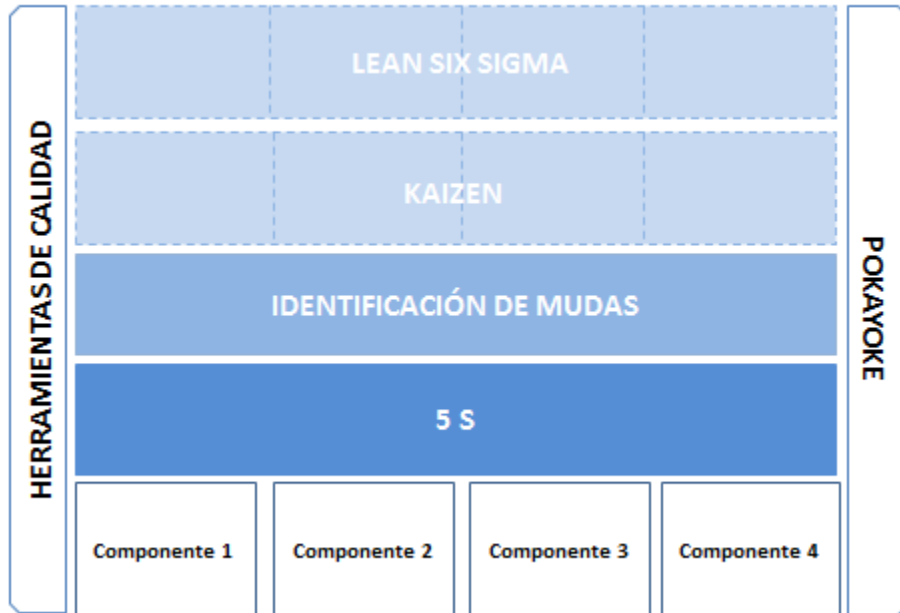 HERRAMIENTAS DE CALIDAD
LEAN SIX SIGMA
KAIZEN
IDENTIFICACIÓN DE MUDAS
5 S
Componente 1
Componente 2
Componente 3
Componente 4
POKAYOKE